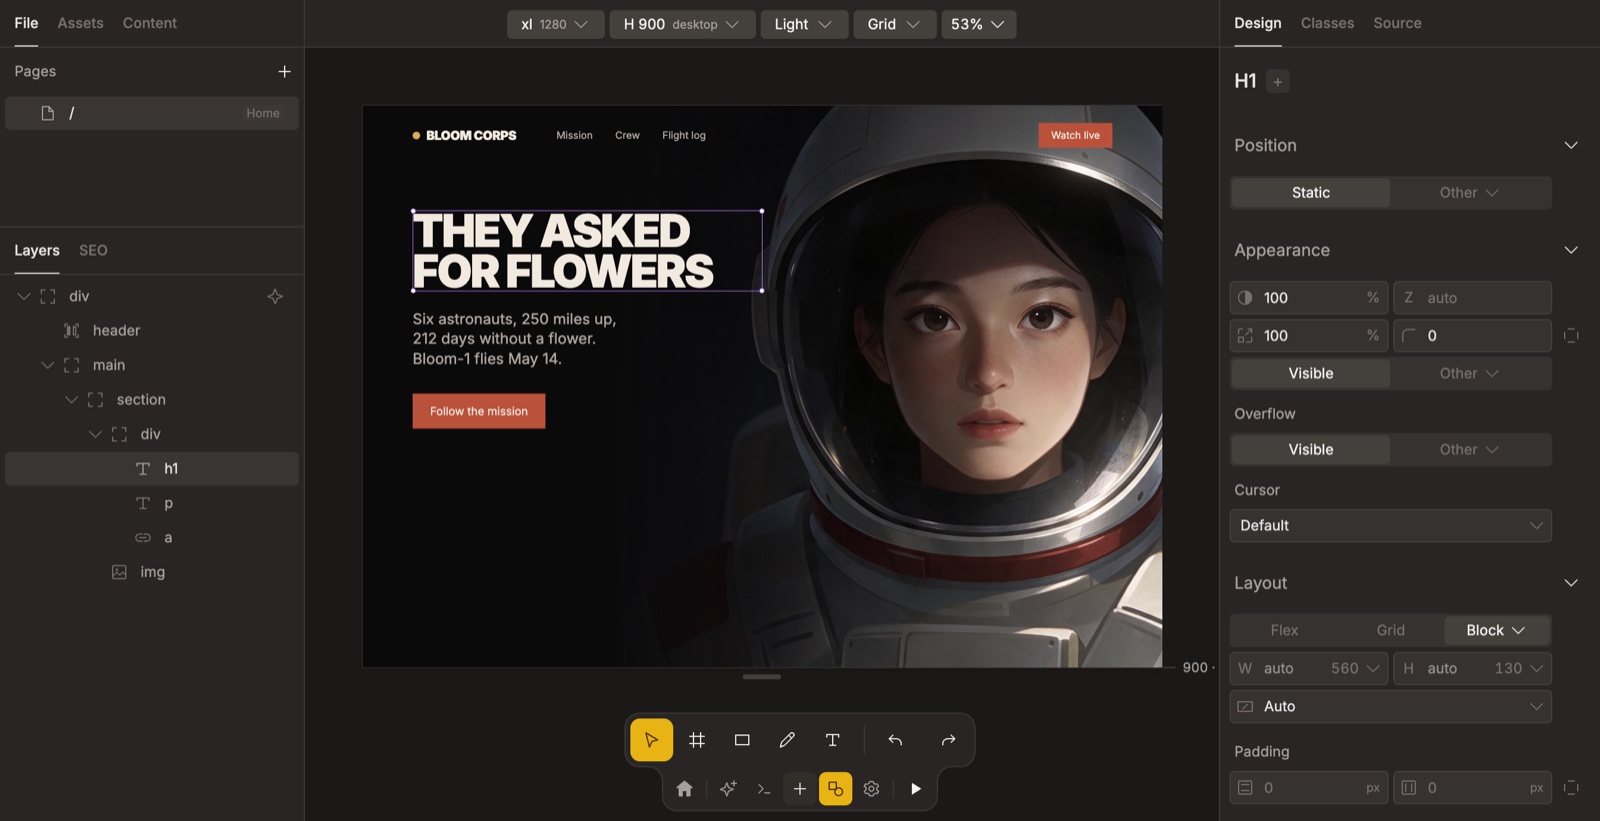 File Assets Content
xl 1280 H 900 desktop Light Grid 53%
Design Classes Source
Pages
/ Home
Layers SEO
div
header
main
section
div
h1
p
a
img
BLOOM CORPS Mission Crew Flight log Watch live
THEY ASKED
FOR FLOWERS
Six astronauts, 250 miles up,
212 days without a flower.
Bloom-1 flies May 14.
Follow the mission
900
H1
Position
Static Other
Appearance
100 % Z auto
100 % 0
Visible Other
Overflow
Visible Other
Cursor
Default
Layout
Flex Grid Block
W auto 560 H auto 130
Auto
Padding
0 px 0 px